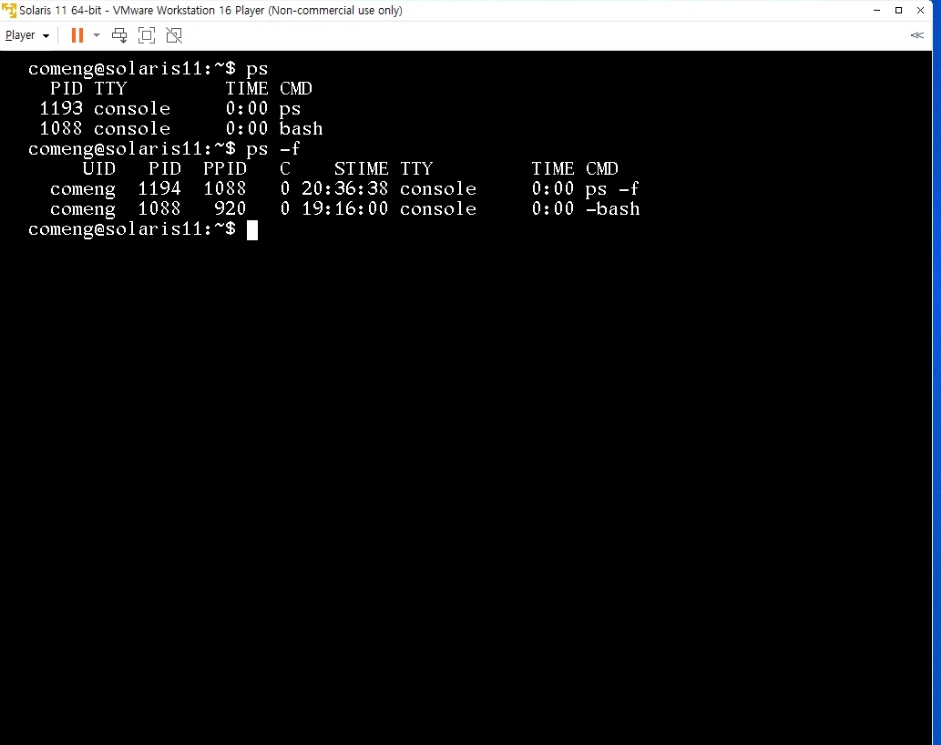 Solaris 11 64-bit - VMware Workstation 16 Player (Non-commercial use only)
Player
comeng@solaris11:~$ ps
PID TTY TIME CMD
1193 console 0:00 ps
1088 console 0:00 bash
comeng@solaris11:~$ ps -f
UID PID PPID C STIME TTY TIME CMD
comeng 1194 1088 0 20:36:38 console 0:00 ps -f
comeng 1088 920 0 19:16:00 console 0:00 -bash
comeng@solaris11:~$